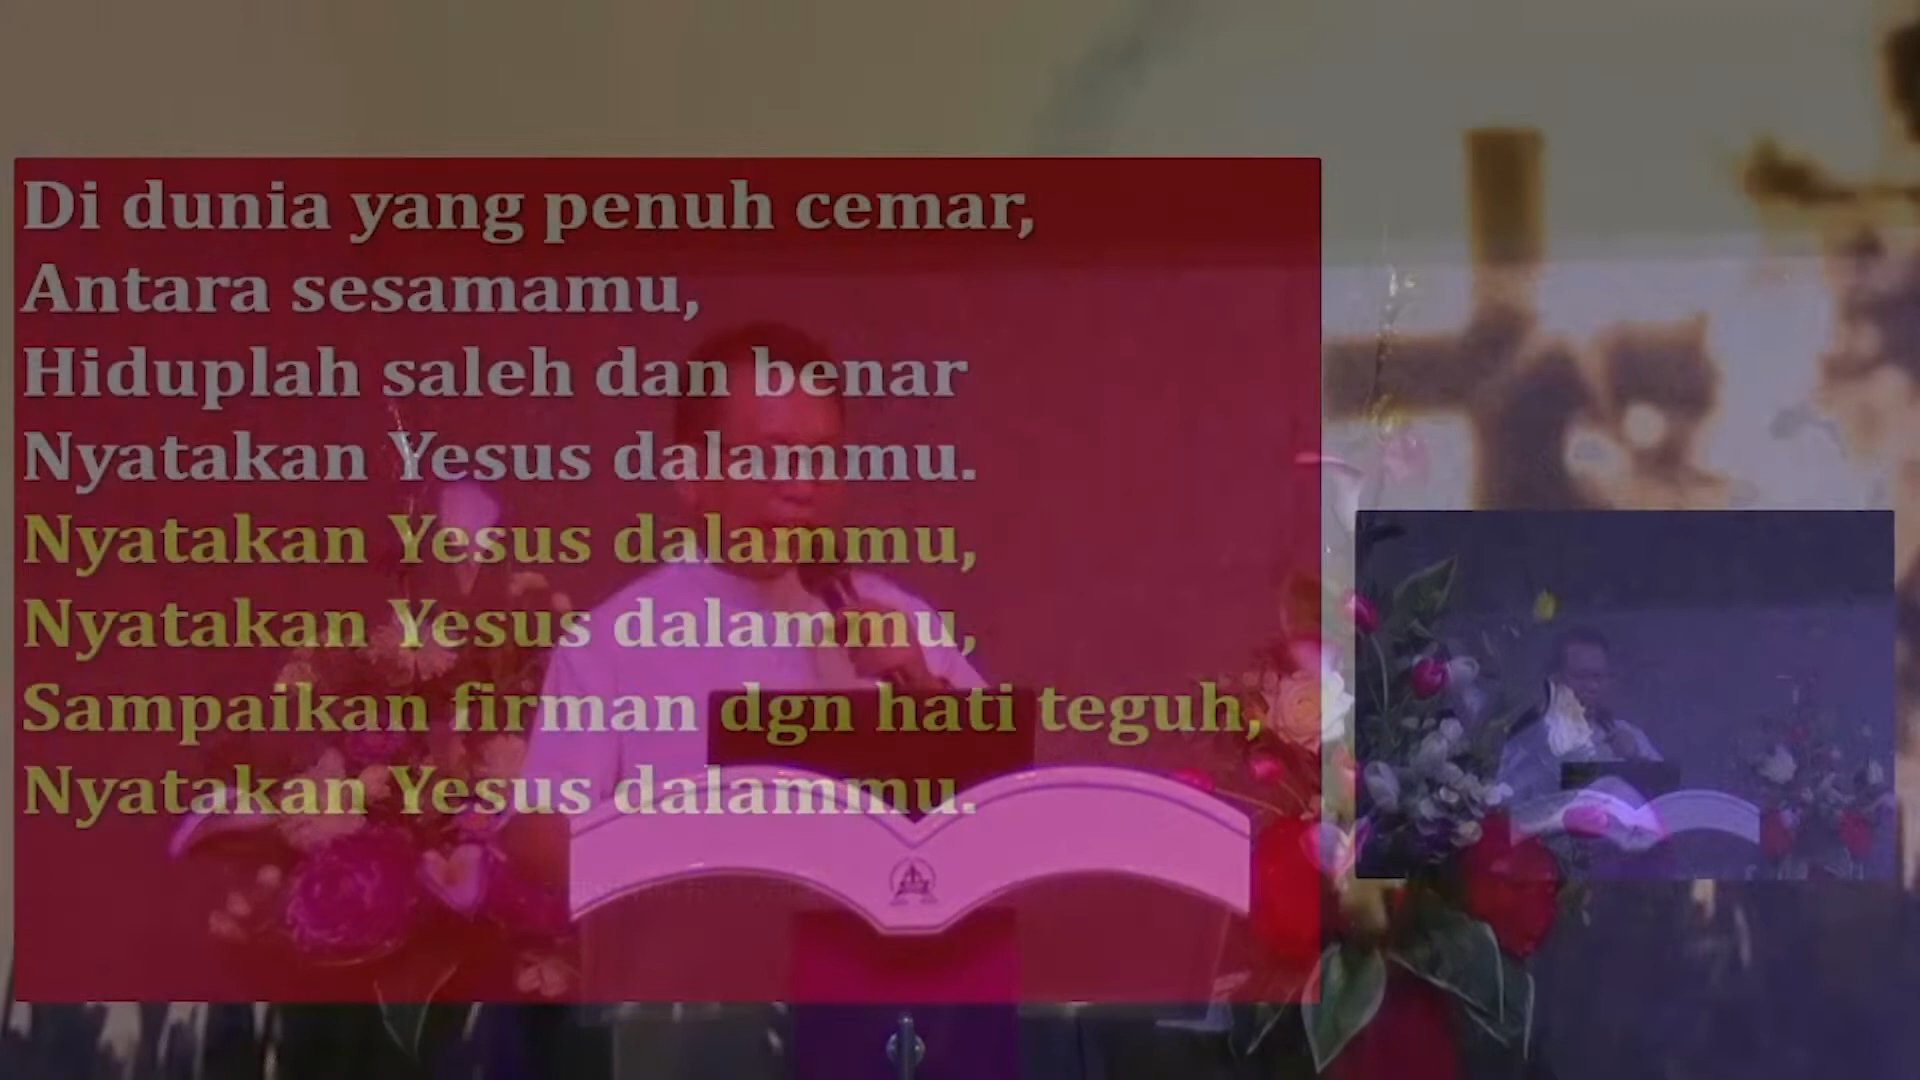 Di dunia yang penuh cemar,
Antara sesamamu,
Hiduplah saleh dan benar
Nyatakan Yesus dalammu.
Nyatakan Yesus dalammu,
Nyatakan Yesus dalammu,
Sampaikan firman dgn hati teguh,
Nyatakan Yesus dalammu.